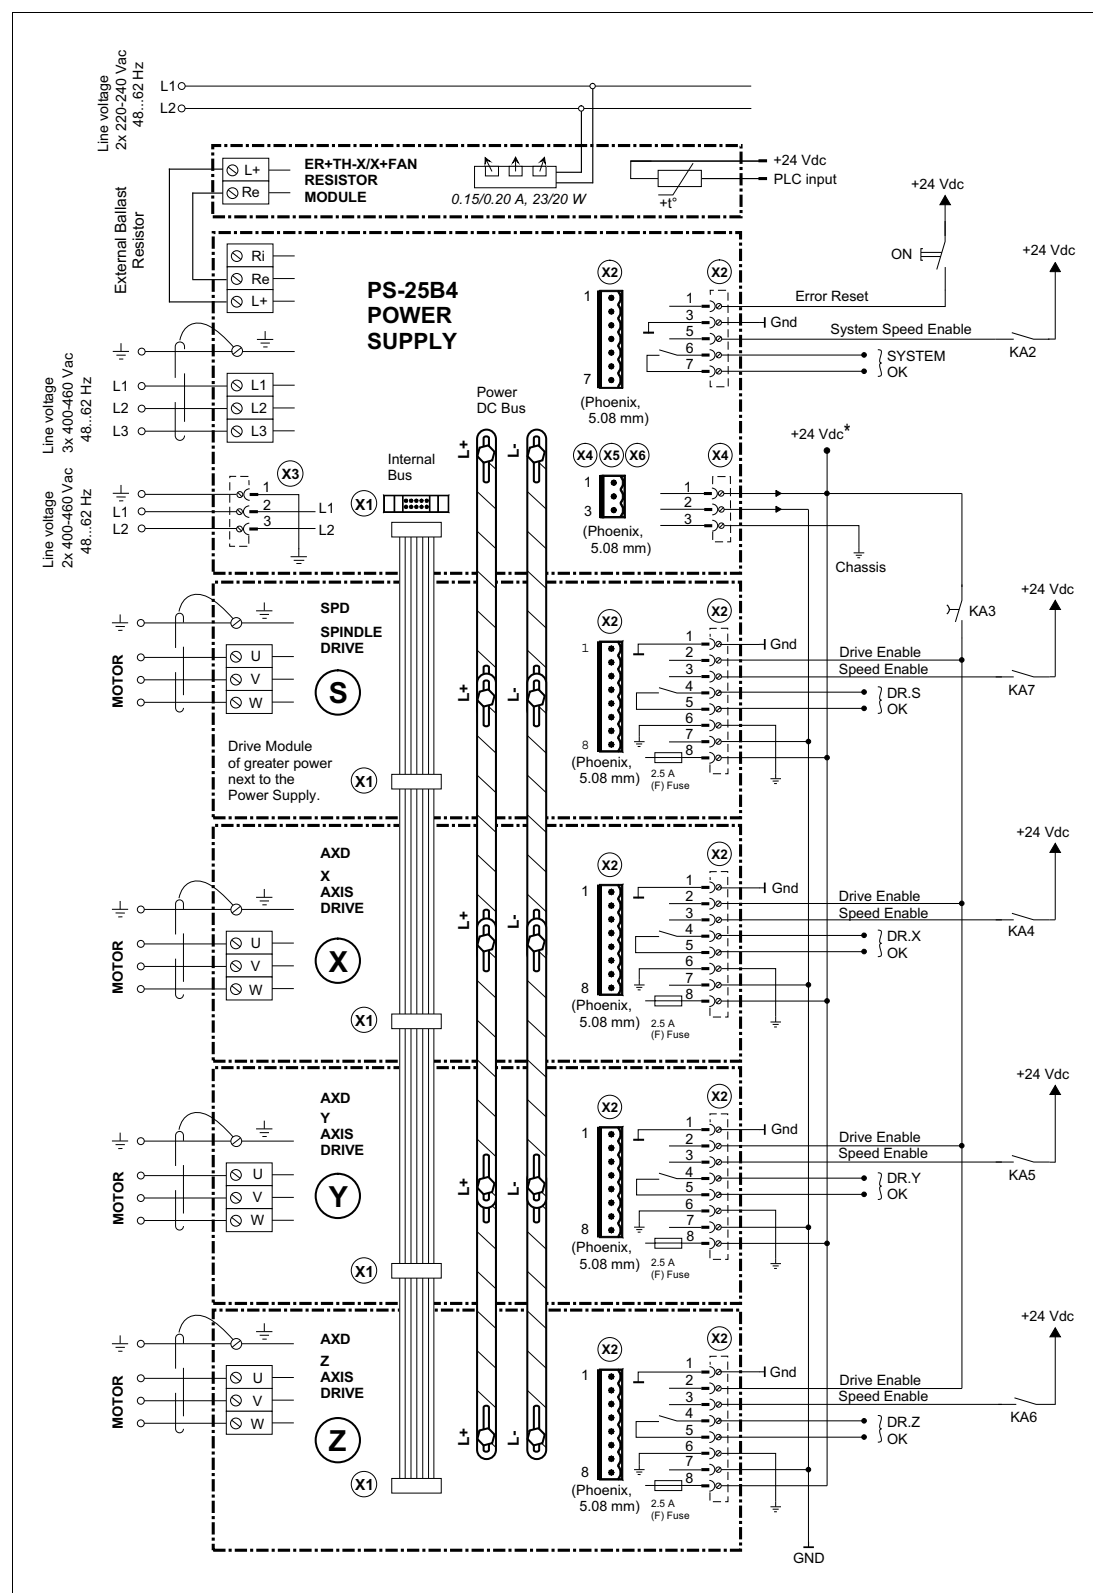 Line voltage
2x 220-240 Vac
48...62 Hz
L1
L2
External Ballast
Resistor
L+
Re
ER+TH-X/X+FAN
RESISTOR
MODULE
0.15/0.20 A, 23/20 W
+t°
+24 Vdc
PLC input
Ri
Re
L+
PS-25B4
POWER
SUPPLY
X2
1
7
(Phoenix,
5.08 mm)
X2
1
3
5
6
7
Error Reset
Gnd
System Speed Enable
SYSTEM
OK
+24 Vdc
ON
+24 Vdc
KA2
Line voltage
3x 400-460 Vac
48...62 Hz
L1
L2
L3
L1
L2
L3
Line voltage
2x 400-460 Vac
48...62 Hz
L1
L2
X3
1
2
3
L1
L2
Internal
Bus
X1
Power
DC Bus
L+
L-
X4
X5
X6
1
3
(Phoenix,
5.08 mm)
X4
1
2
3
+24 Vdc*
Chassis
KA3
MOTOR
U
V
W
SPD
SPINDLE
DRIVE
S
Drive Module
of greater power
next to the
Power Supply.
X1
L+
L-
X2
1
8
(Phoenix,
5.08 mm)
X2
1
2
3
4
5
6
7
8
2.5 A
(F) Fuse
Gnd
Drive Enable
Speed Enable
DR.S
OK
+24 Vdc
KA7
MOTOR
U
V
W
AXD
X
AXIS
DRIVE
X
X1
L+
L-
X2
1
8
(Phoenix,
5.08 mm)
X2
1
2
3
4
5
6
7
8
2.5 A
(F) Fuse
Gnd
Drive Enable
Speed Enable
DR.X
OK
+24 Vdc
KA4
MOTOR
U
V
W
AXD
Y
AXIS
DRIVE
Y
X1
L+
L-
X2
1
8
(Phoenix,
5.08 mm)
X2
1
2
3
4
5
6
7
8
2.5 A
(F) Fuse
Gnd
Drive Enable
Speed Enable
DR.Y
OK
+24 Vdc
KA5
MOTOR
U
V
W
AXD
Z
AXIS
DRIVE
Z
X1
L+
L-
X2
1
8
(Phoenix,
5.08 mm)
X2
1
2
3
4
5
6
7
8
2.5 A
(F) Fuse
Gnd
Drive Enable
Speed Enable
DR.Z
OK
+24 Vdc
KA6
GND